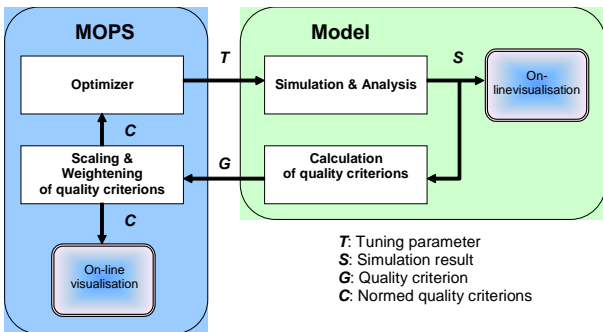 MOPS
Model
Optimizer
T
Simulation & Analysis
S
On-
linevisualisation
C
Scaling &
Weightening
of quality criterions
G
Calculation
of quality criterions
C
On-line
visualisation
T: Tuning parameter
S: Simulation result
G: Quality criterion
C: Normed quality criterions